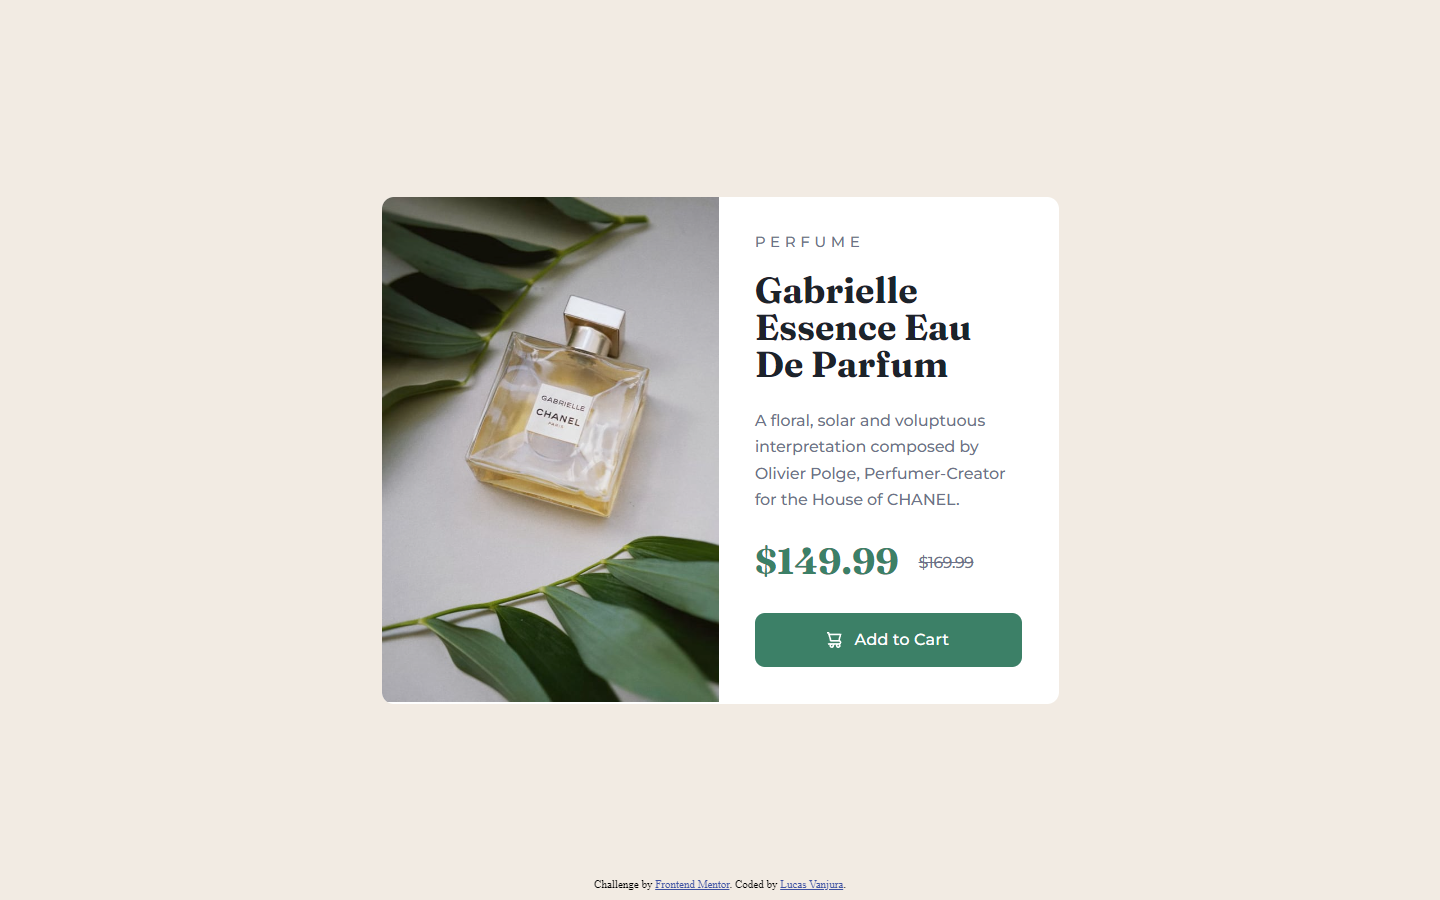 PERFUME
Gabrielle
Essence Eau
De Parfum
A floral, solar and voluptuous
interpretation composed by
Olivier Polge, Perfumer-Creator
for the House of CHANEL.
$149.99 $169.99
Add to Cart
GABRIELLE
CHANEL
PARIS
Challenge by Frontend Mentor. Coded by Lucas Vanjura.